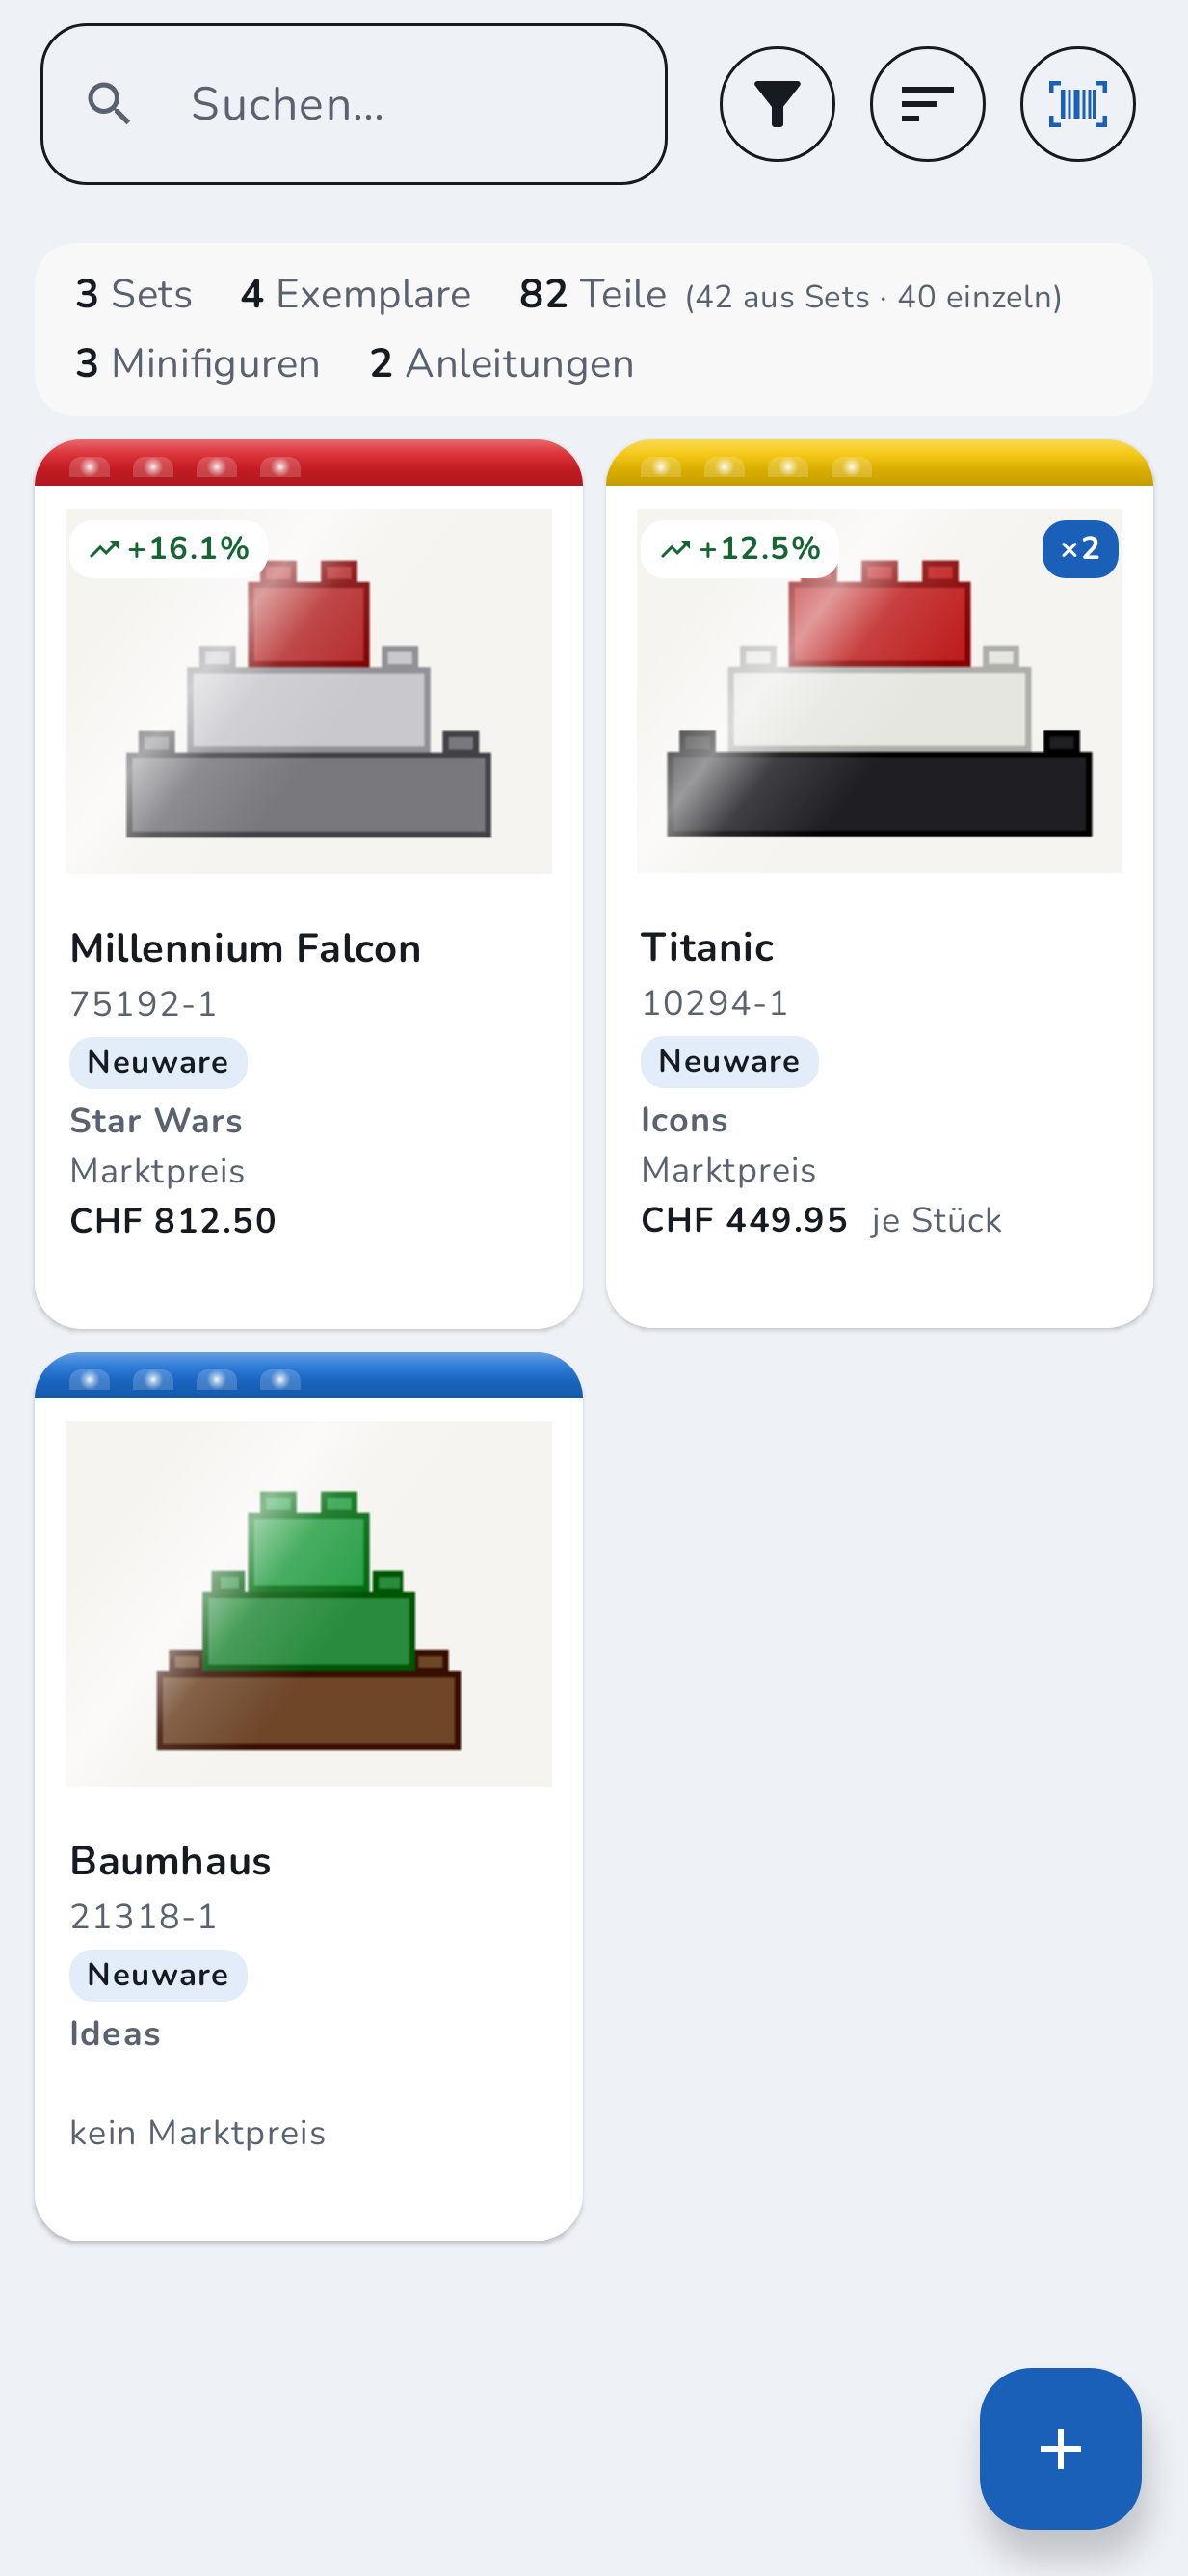 Suchen...
3 Sets 4 Exemplare 82 Teile (42 aus Sets · 40 einzeln)
3 Minifiguren 2 Anleitungen
+16.1%
Millennium Falcon
75192-1
Neuware
Star Wars
Marktpreis
CHF 812.50
+12.5%
×2
Titanic
10294-1
Neuware
Icons
Marktpreis
CHF 449.95 je Stück
Baumhaus
21318-1
Neuware
Ideas
kein Marktpreis